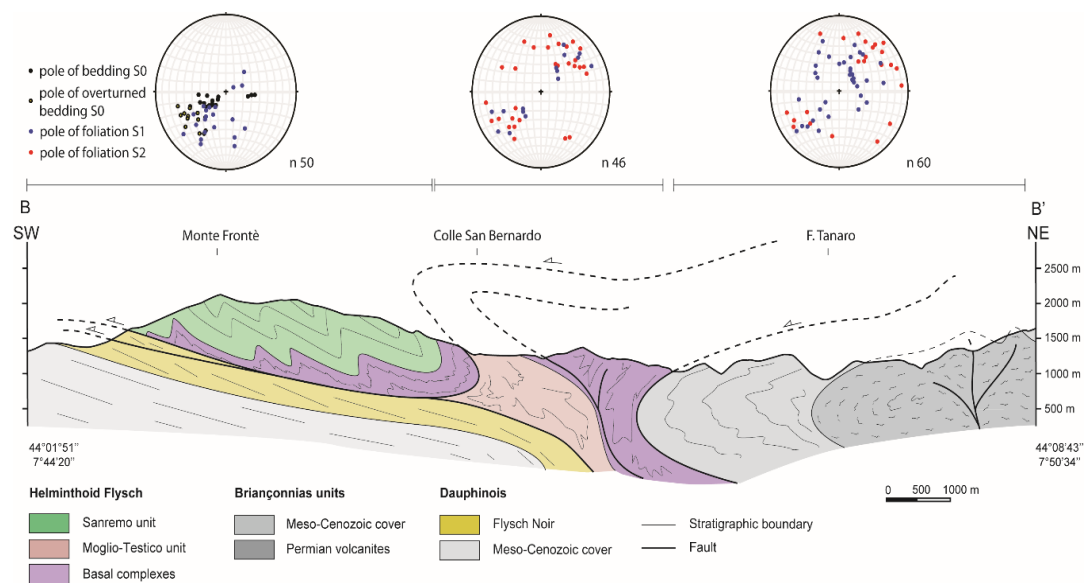 pole of bedding S0
pole of overturned
bedding S0
pole of foliation S1
pole of foliation S2
n 50
n 46
n 60
B
SW
Monte Frontè
Colle San Bernardo
F. Tanaro
B'
NE
2500 m
2000 m
1500 m
1000 m
500 m
44°01'51"
7°44'20"
44°08'43"
7°50'34"
0 500 1000 m
Helminthoid Flysch
Sanremo unit
Moglio-Testico unit
Basal complexes
Briançonnias units
Meso-Cenozoic cover
Permian volcanites
Dauphinois
Flysch Noir
Meso-Cenozoic cover
Stratigraphic boundary
Fault